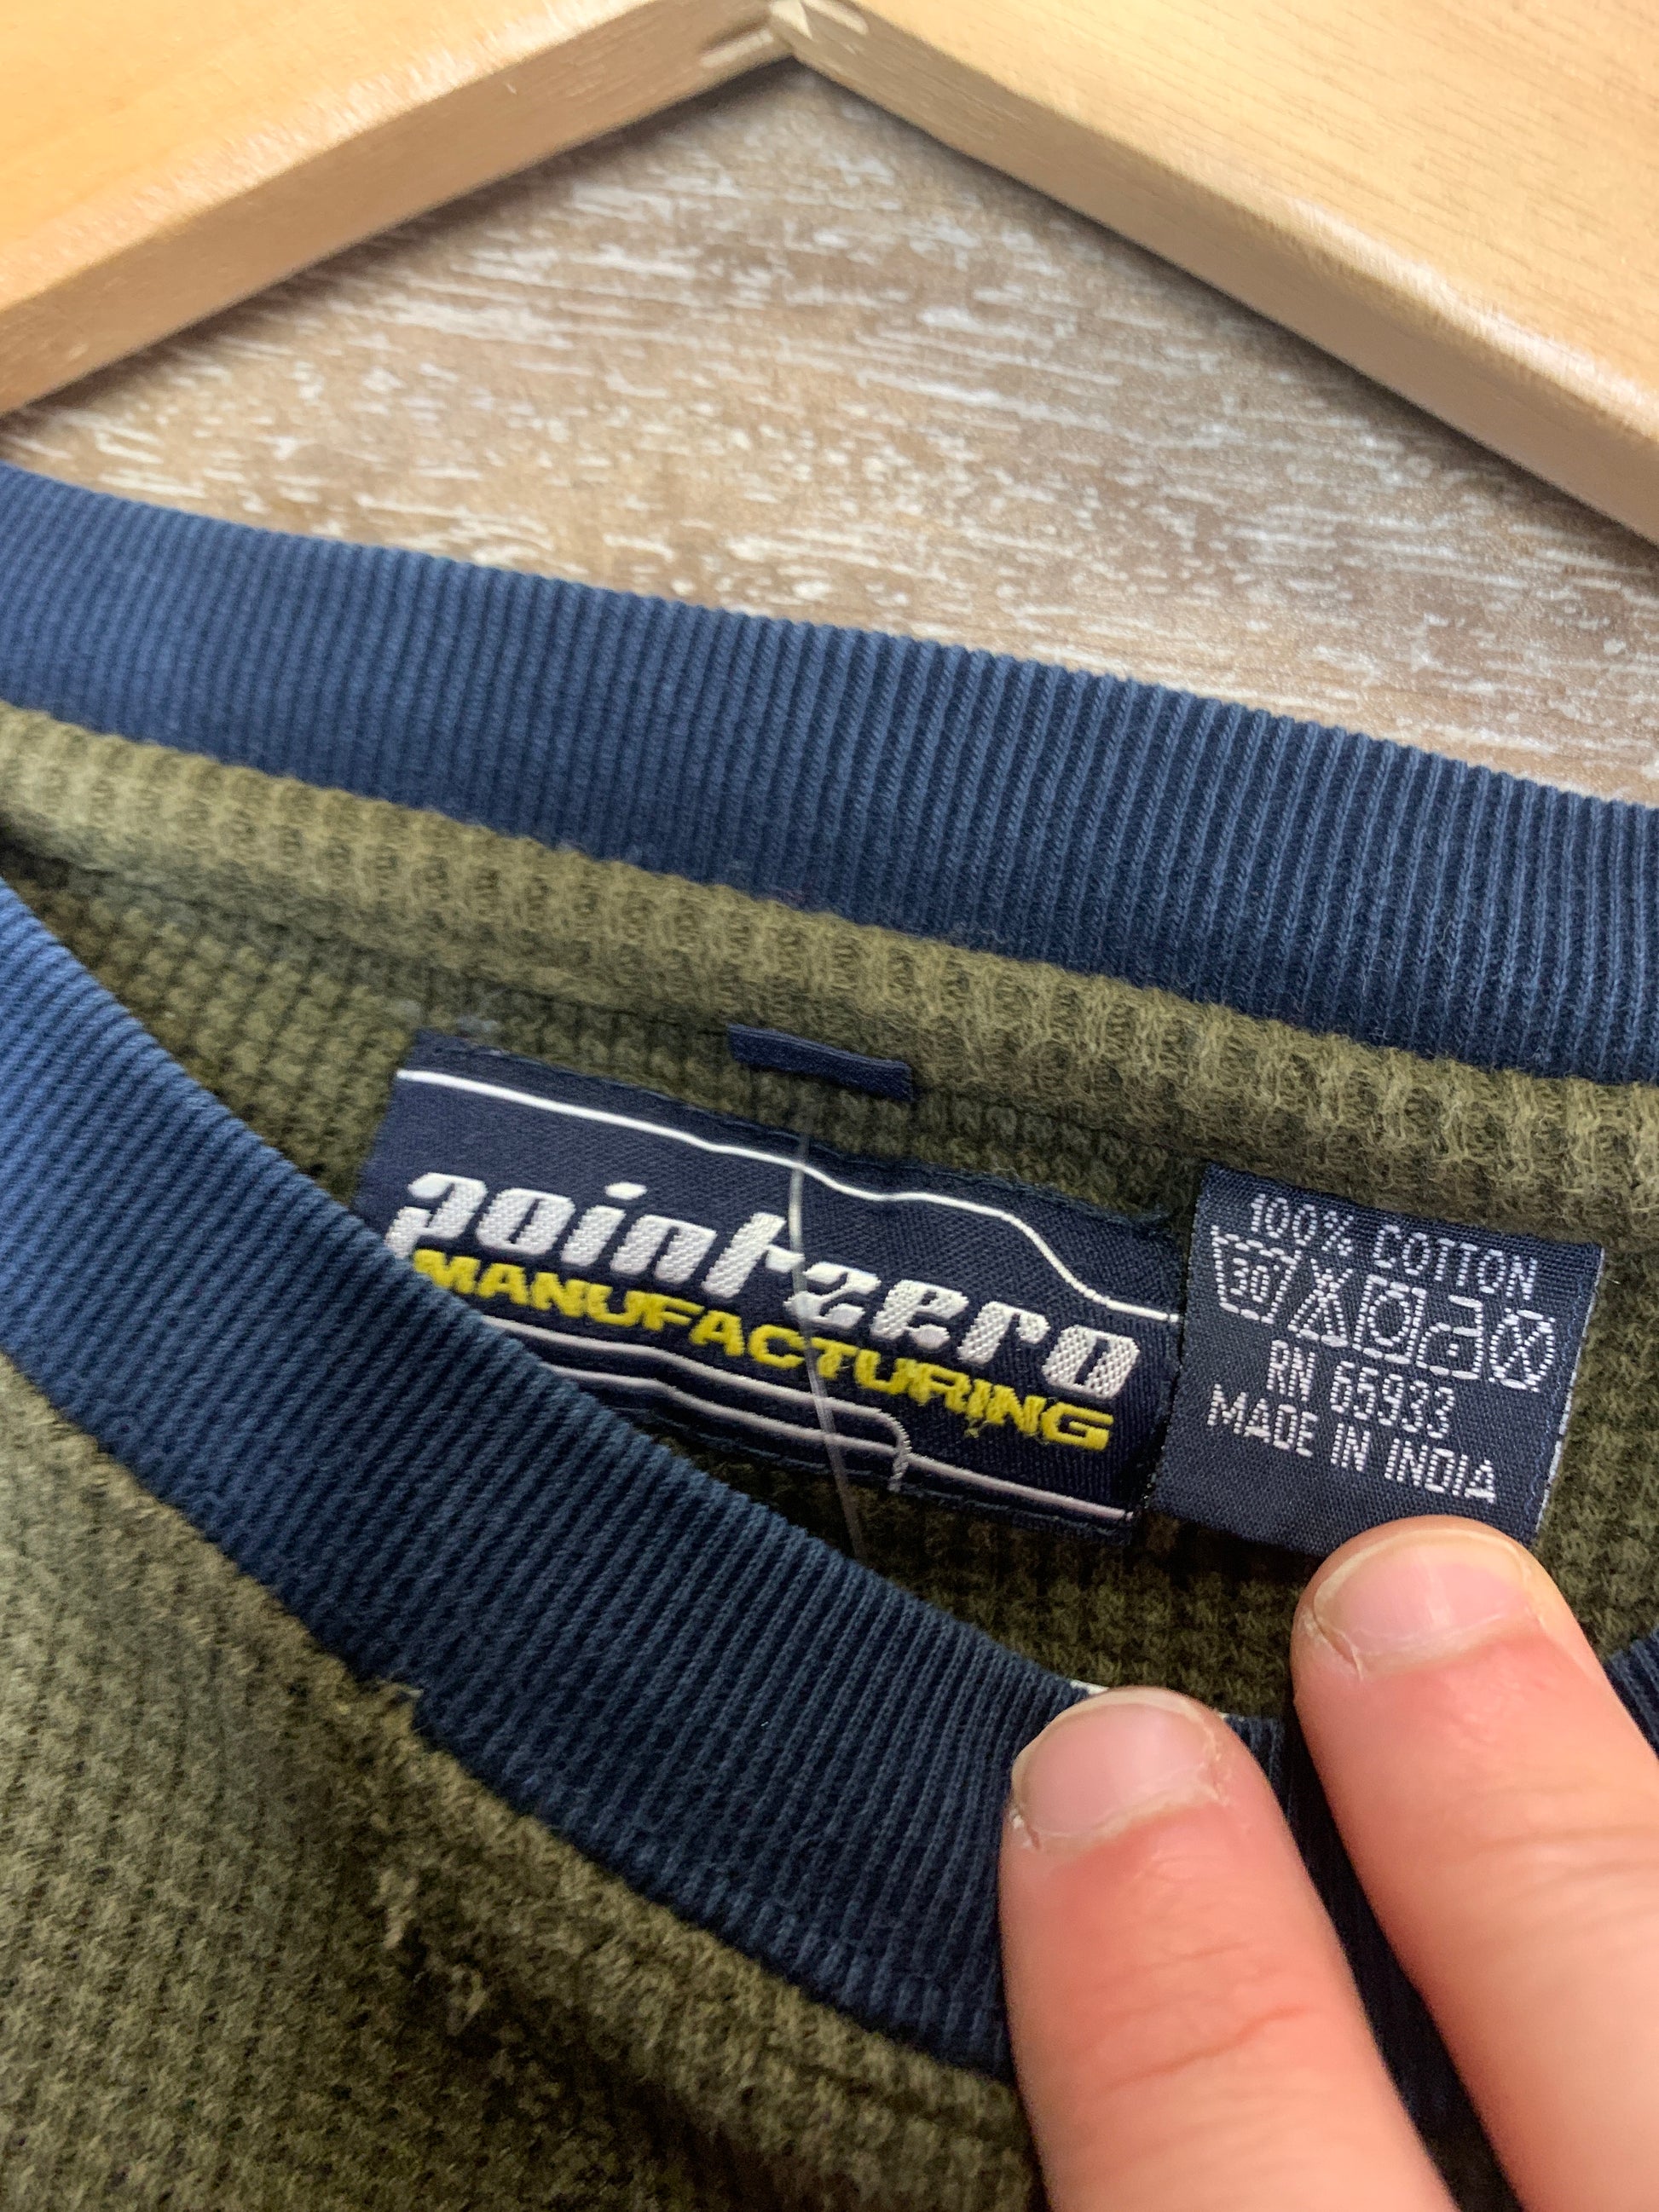 pointzero
MANUFACTURING
100% COTTON
30
RN 65933
MADE IN INDIA